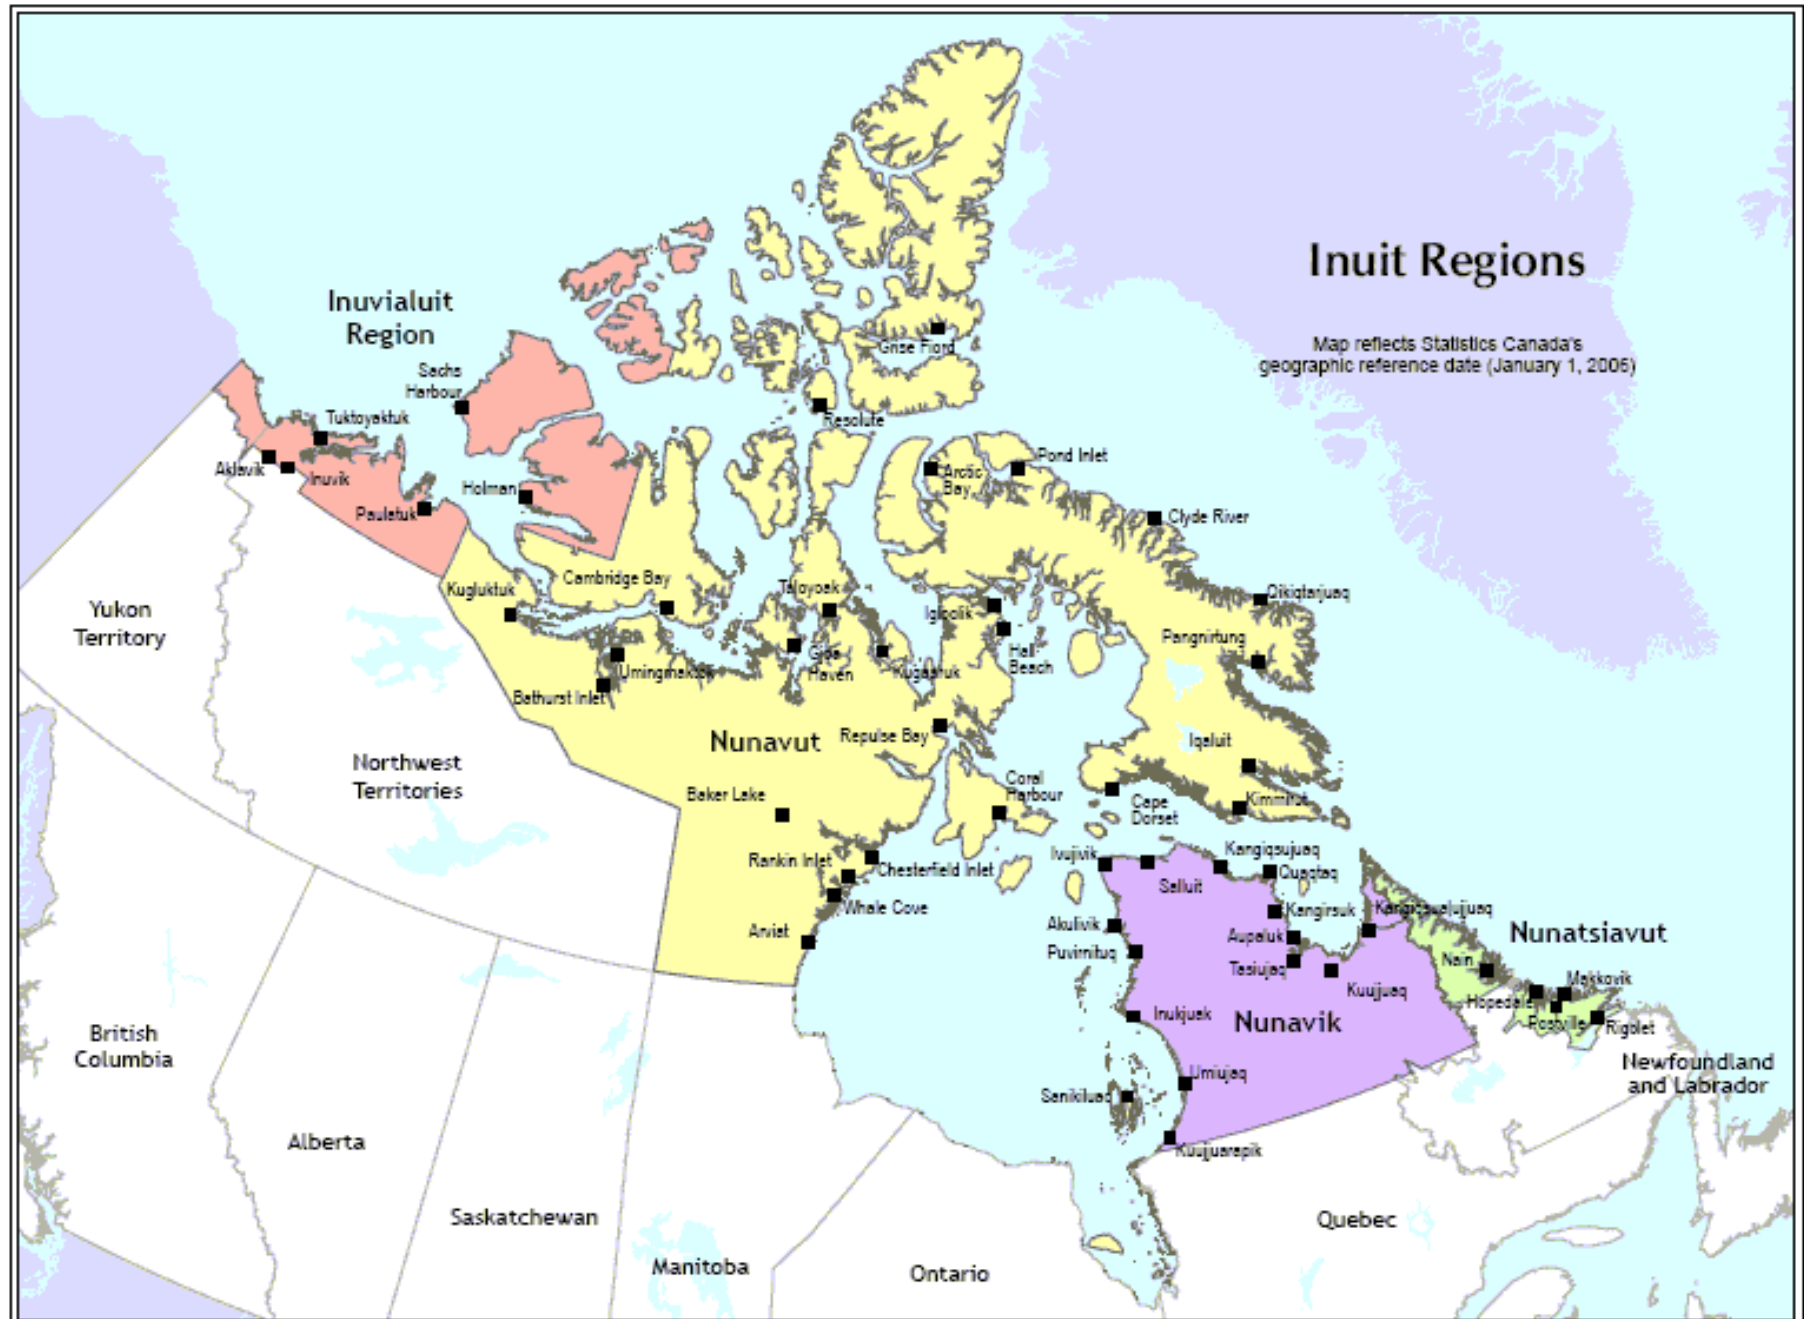 Inuit Regions
Map reflects Statistics Canada's
geographic reference date (January 1, 2006)
Inuvialuit
Region
Sachs
Harbour
Tuktoyaktuk
Aklavik
Inuvik
Paulatuk
Holman
Grise Fiord
Resolute
Arctic
Bay
Pond Inlet
Clyde River
Kugluktuk
Cambridge Bay
Taloyoak
Igloolik
Hall
Beach
Qikiqtarjuaq
Pangnirtung
Umingmaktok
Bathurst Inlet
Gjoa
Haven
Kugaaruk
Yukon
Territory
Northwest
Territories
Nunavut
Repulse Bay
Iqaluit
Baker Lake
Coral
Harbour
Cape
Dorset
Kimmirut
Rankin Inlet
Chesterfield Inlet
Whale Cove
Arviat
Ivujivik
Salluit
Kangiqsujuaq
Quaqtaq
Akulivik
Kangirsuk
Kangiqsualujjuaq
Puvirnituq
Aupaluk
Tasiujaq
Kuujjuaq
Nunatsiavut
Nain
Makkovik
Hopedale
Postville
Rigolet
Inukjuak
Nunavik
Umiujaq
Sanikiluaq
Kuujjuarapik
Newfoundland
and Labrador
British
Columbia
Alberta
Saskatchewan
Manitoba
Ontario
Quebec